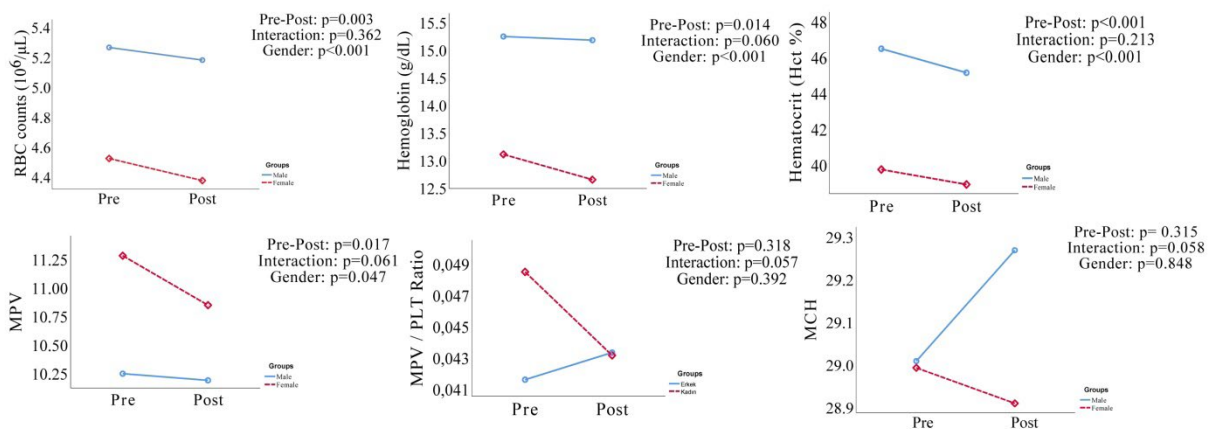 RBC counts (10⁶/µL)
5.4
5.2
5.0
4.8
4.6
4.4
Pre
Post
Pre-Post: p=0.003
Interaction: p=0.362
Gender: p<0.001
Groups
Male
Female
Hemoglobin (g/dL)
15.5
15.0
14.5
14.0
13.5
13.0
12.5
Pre
Post
Pre-Post: p=0.014
Interaction: p=0.060
Gender: p<0.001
Groups
Male
Female
Hematocrit (Hct %)
48
46
44
42
40
Pre
Post
Pre-Post: p<0.001
Interaction: p=0.213
Gender: p<0.001
Groups
Male
Female
MPV
11.25
11.00
10.75
10.50
10.25
Pre
Post
Pre-Post: p=0.017
Interaction: p=0.061
Gender: p=0.047
Groups
Male
Female
MPV / PLT Ratio
0,049
0,047
0,045
0,043
0,041
Pre
Post
Pre-Post: p=0.318
Interaction: p=0.057
Gender: p=0.392
Groups
Erkek
Kadın
MCH
29.3
29.2
29.1
29.0
28.9
Pre
Post
Pre-Post: p= 0.315
Interaction: p=0.058
Gender: p=0.848
Groups
Male
Female